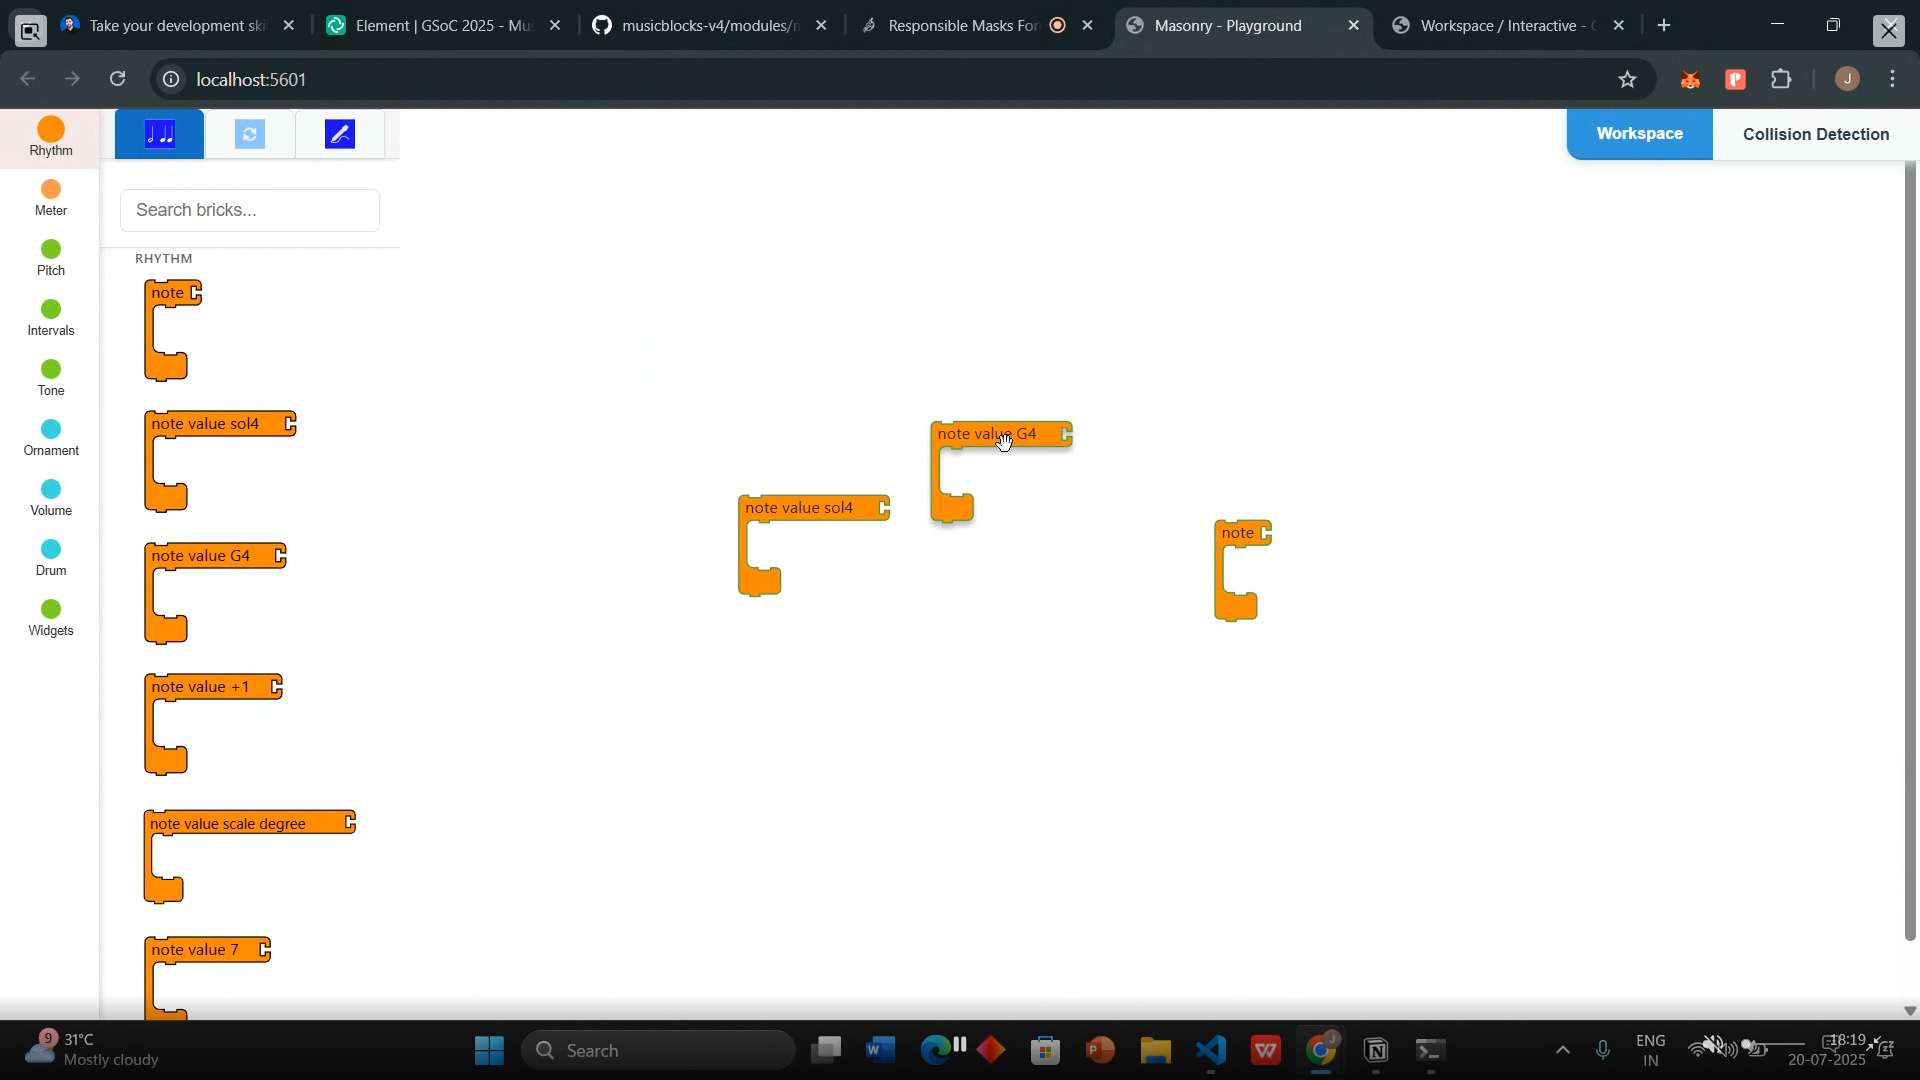 Take your development ski
Element | GSoC 2025 - Mu
musicblocks-v4/modules/
Responsible Masks For
Masonry - Playground
Workspace / Interactive -
localhost:5601
J
Rhythm
Meter
Pitch
Intervals
Tone
Ornament
Volume
Drum
Widgets
Search bricks...
RHYTHM
note
note value sol4
note value G4
note value +1
note value scale degree
note value 7
note value G4
note value sol4
note
Workspace
Collision Detection
9
31°C
Mostly cloudy
Search
ENG
IN
18:19
20-07-2025